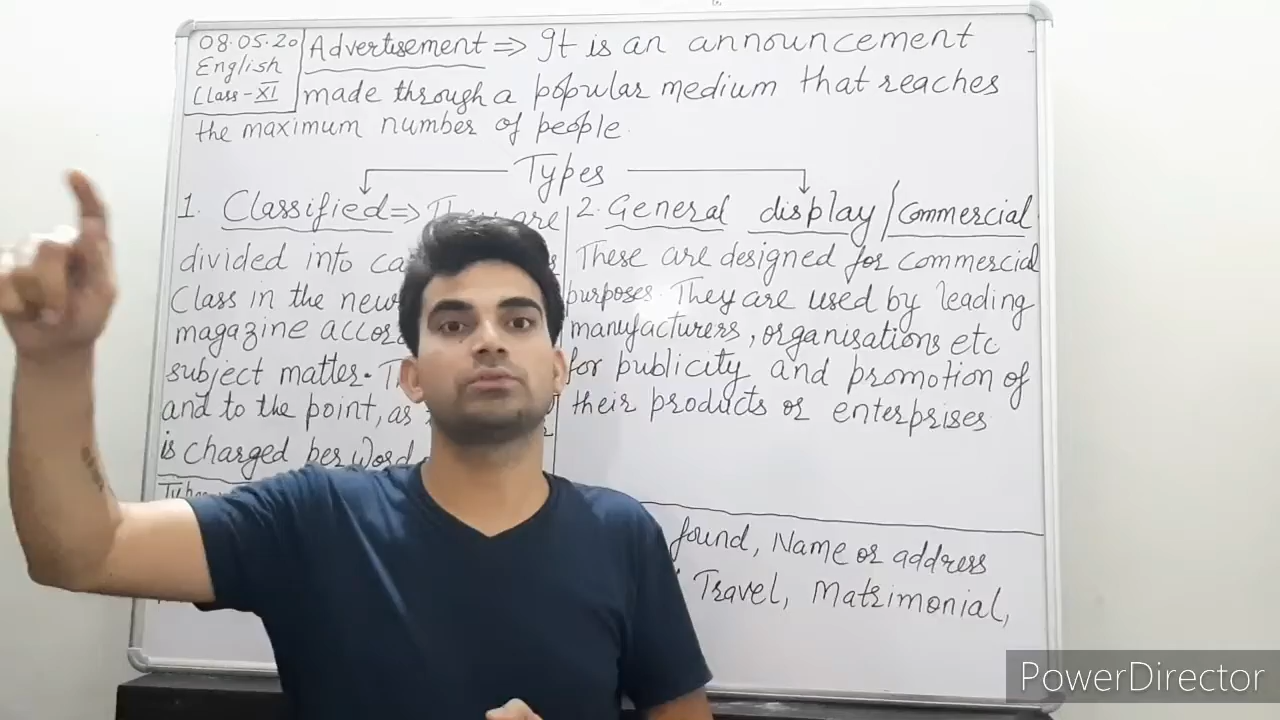 08.05.20
English
Class-XI
Advertisement ⇒ It is an announcement
made through a popular medium that reaches
the maximum number of people.
Types
1. Classified ⇒ They are
divided into
Class in the
magazine
subject matter.
and to the point, as
is charged per word
2. General display/Commercial
These are designed for commercial
purposes. They are used by leading
manufacturers, organisations etc
for publicity and promotion of
their products or enterprises
found, Name or address
Travel, Matrimonial,
PowerDirector